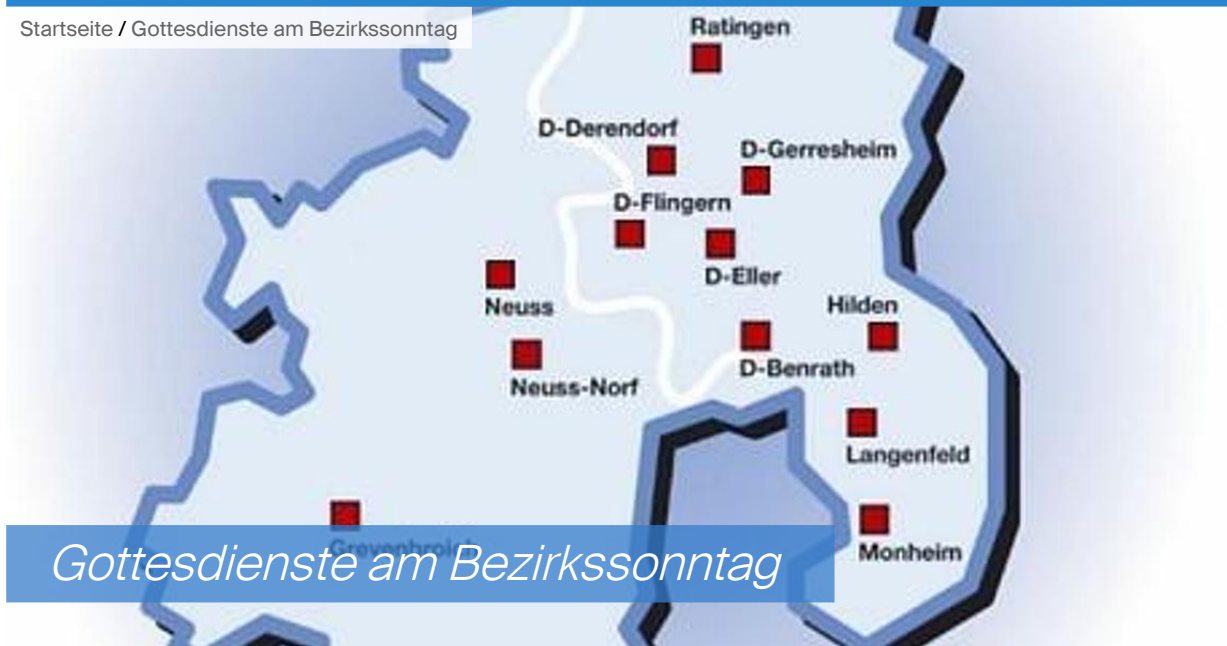 Startseite / Gottesdienste am Bezirkssonntag
Ratingen
D-Derendorf
D-Gerresheim
D-Flingern
D-Eller
Neuss
Hilden
D-Benrath
Neuss-Norf
Langenfeld
Grevenbroich
Monheim
Gottesdienste am Bezirkssonntag